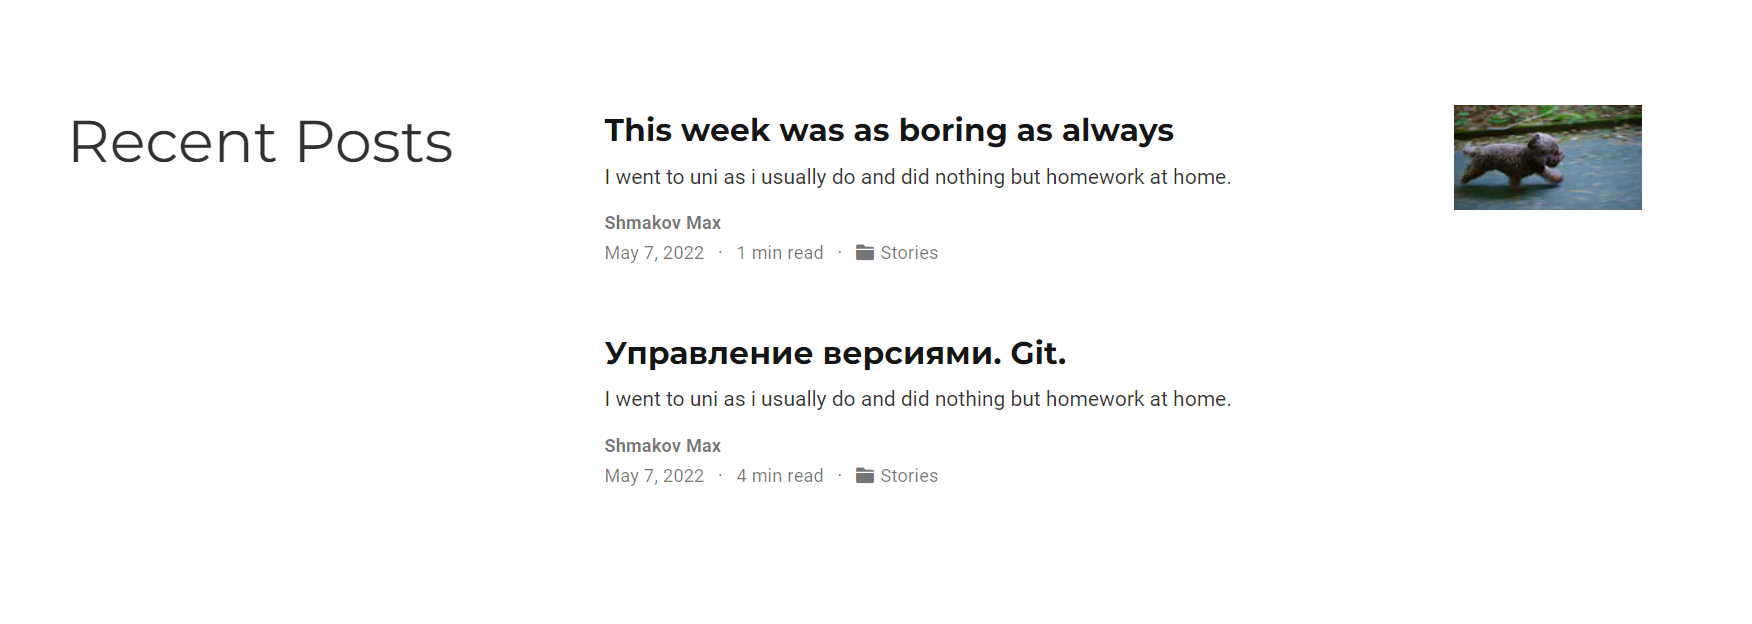 Recent Posts
This week was as boring as always
I went to uni as i usually do and did nothing but homework at home.
Shmakov Max
May 7, 2022 · 1 min read · Stories
Управление версиями. Git.
I went to uni as i usually do and did nothing but homework at home.
Shmakov Max
May 7, 2022 · 4 min read · Stories